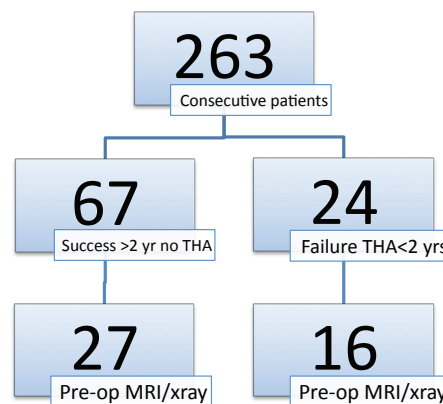 263
Consecutive patients
67
Success >2 yr no THA
24
Failure THA<2 yrs
27
Pre-op MRI/xray
16
Pre-op MRI/xray